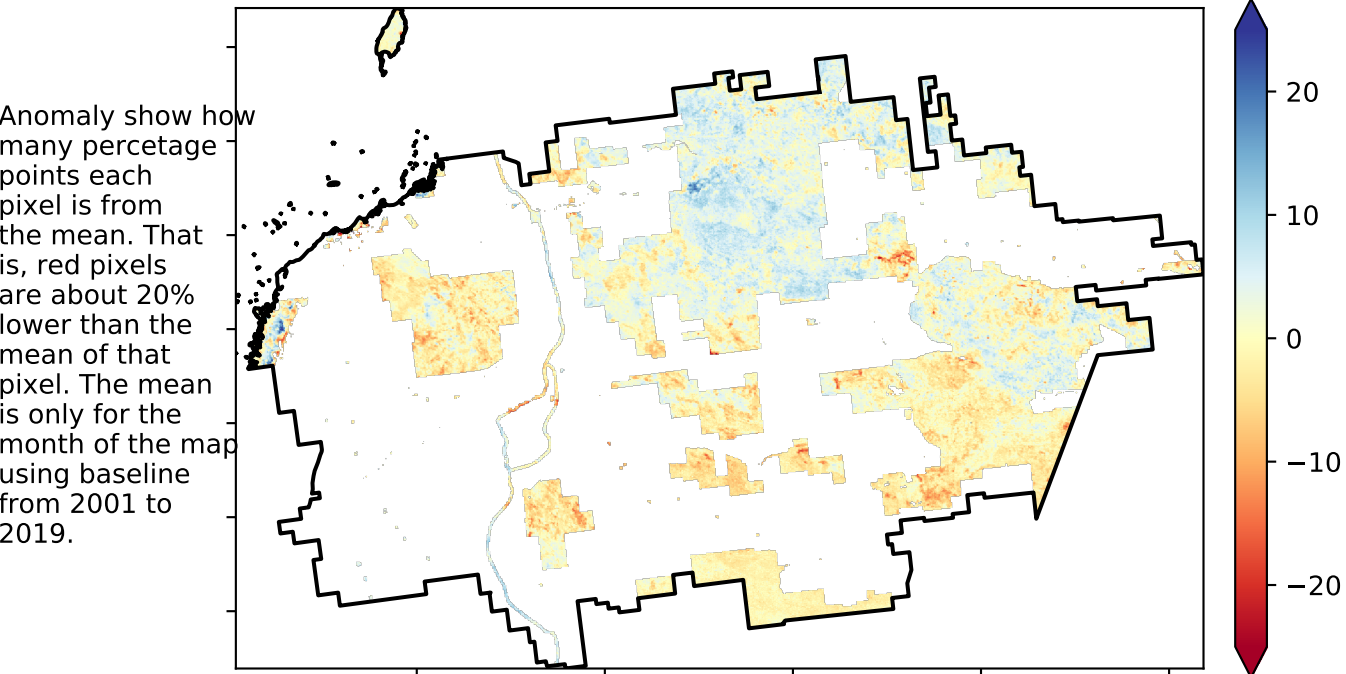 Anomaly show how
many percetage
points each
pixel is from
the mean. That
is, red pixels
are about 20%
lower than the
mean of that
pixel. The mean
is only for the
month of the map
using baseline
from 2001 to
2019.
20
10
0
−10
−20